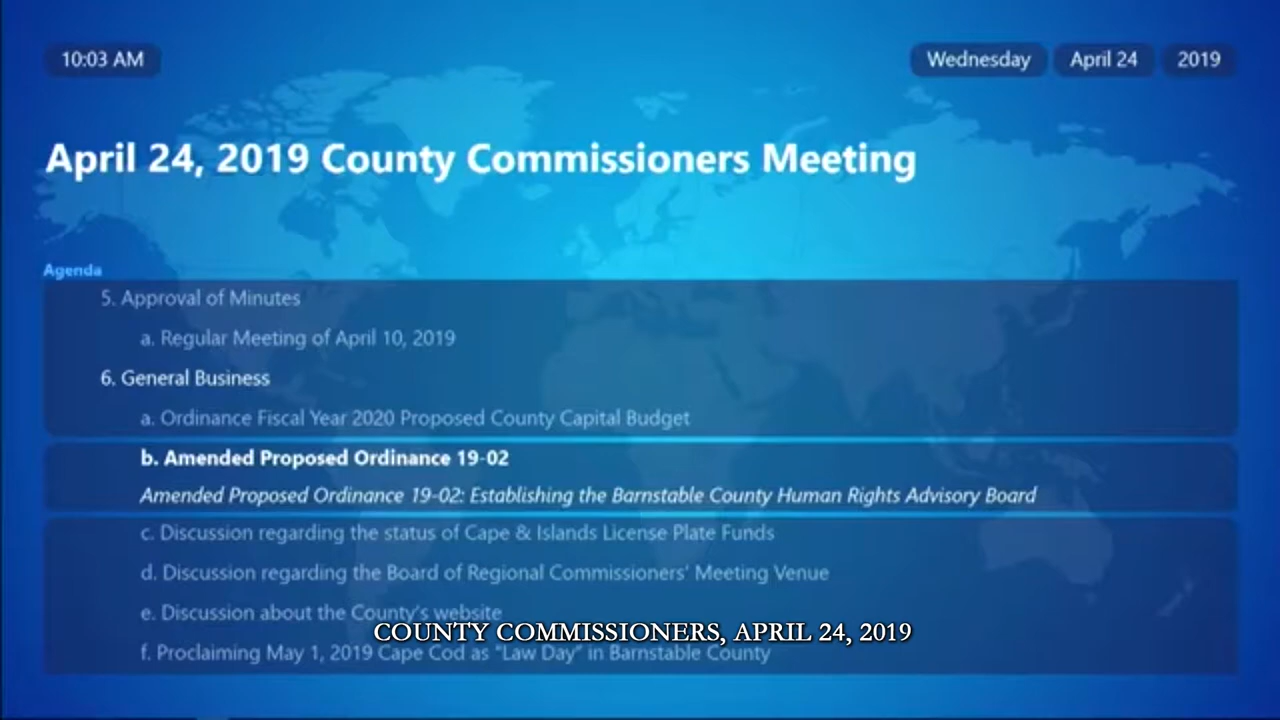 10:03 AM
Wednesday April 24 2019
April 24, 2019 County Commissioners Meeting
Agenda
5. Approval of Minutes
a. Regular Meeting of April 10, 2019
6. General Business
a. Ordinance Fiscal Year 2020 Proposed County Capital Budget
b. Amended Proposed Ordinance 19-02
Amended Proposed Ordinance 19-02: Establishing the Barnstable County Human Rights Advisory Board
c. Discussion regarding the status of Cape & Islands License Plate Funds
d. Discussion regarding the Board of Regional Commissioners' Meeting Venue
e. Discussion about the County's website
COUNTY COMMISSIONERS, APRIL 24, 2019
f. Proclaiming May 1, 2019 Cape Cod as "Law Day" in Barnstable County